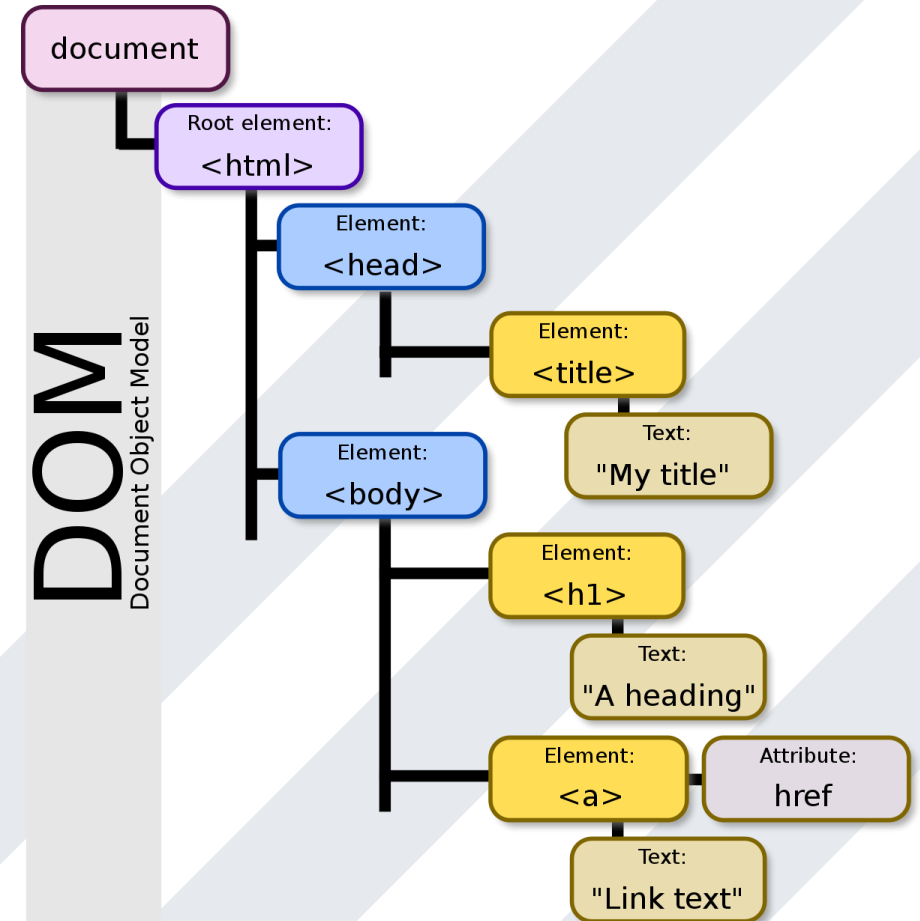 document
Root element:
<html>
Element:
<head>
Element:
<title>
Text:
"My title"
Element:
<body>
Element:
<h1>
Text:
"A heading"
Element:
<a>
Attribute:
href
Text:
"Link text"
DOM
Document Object Model